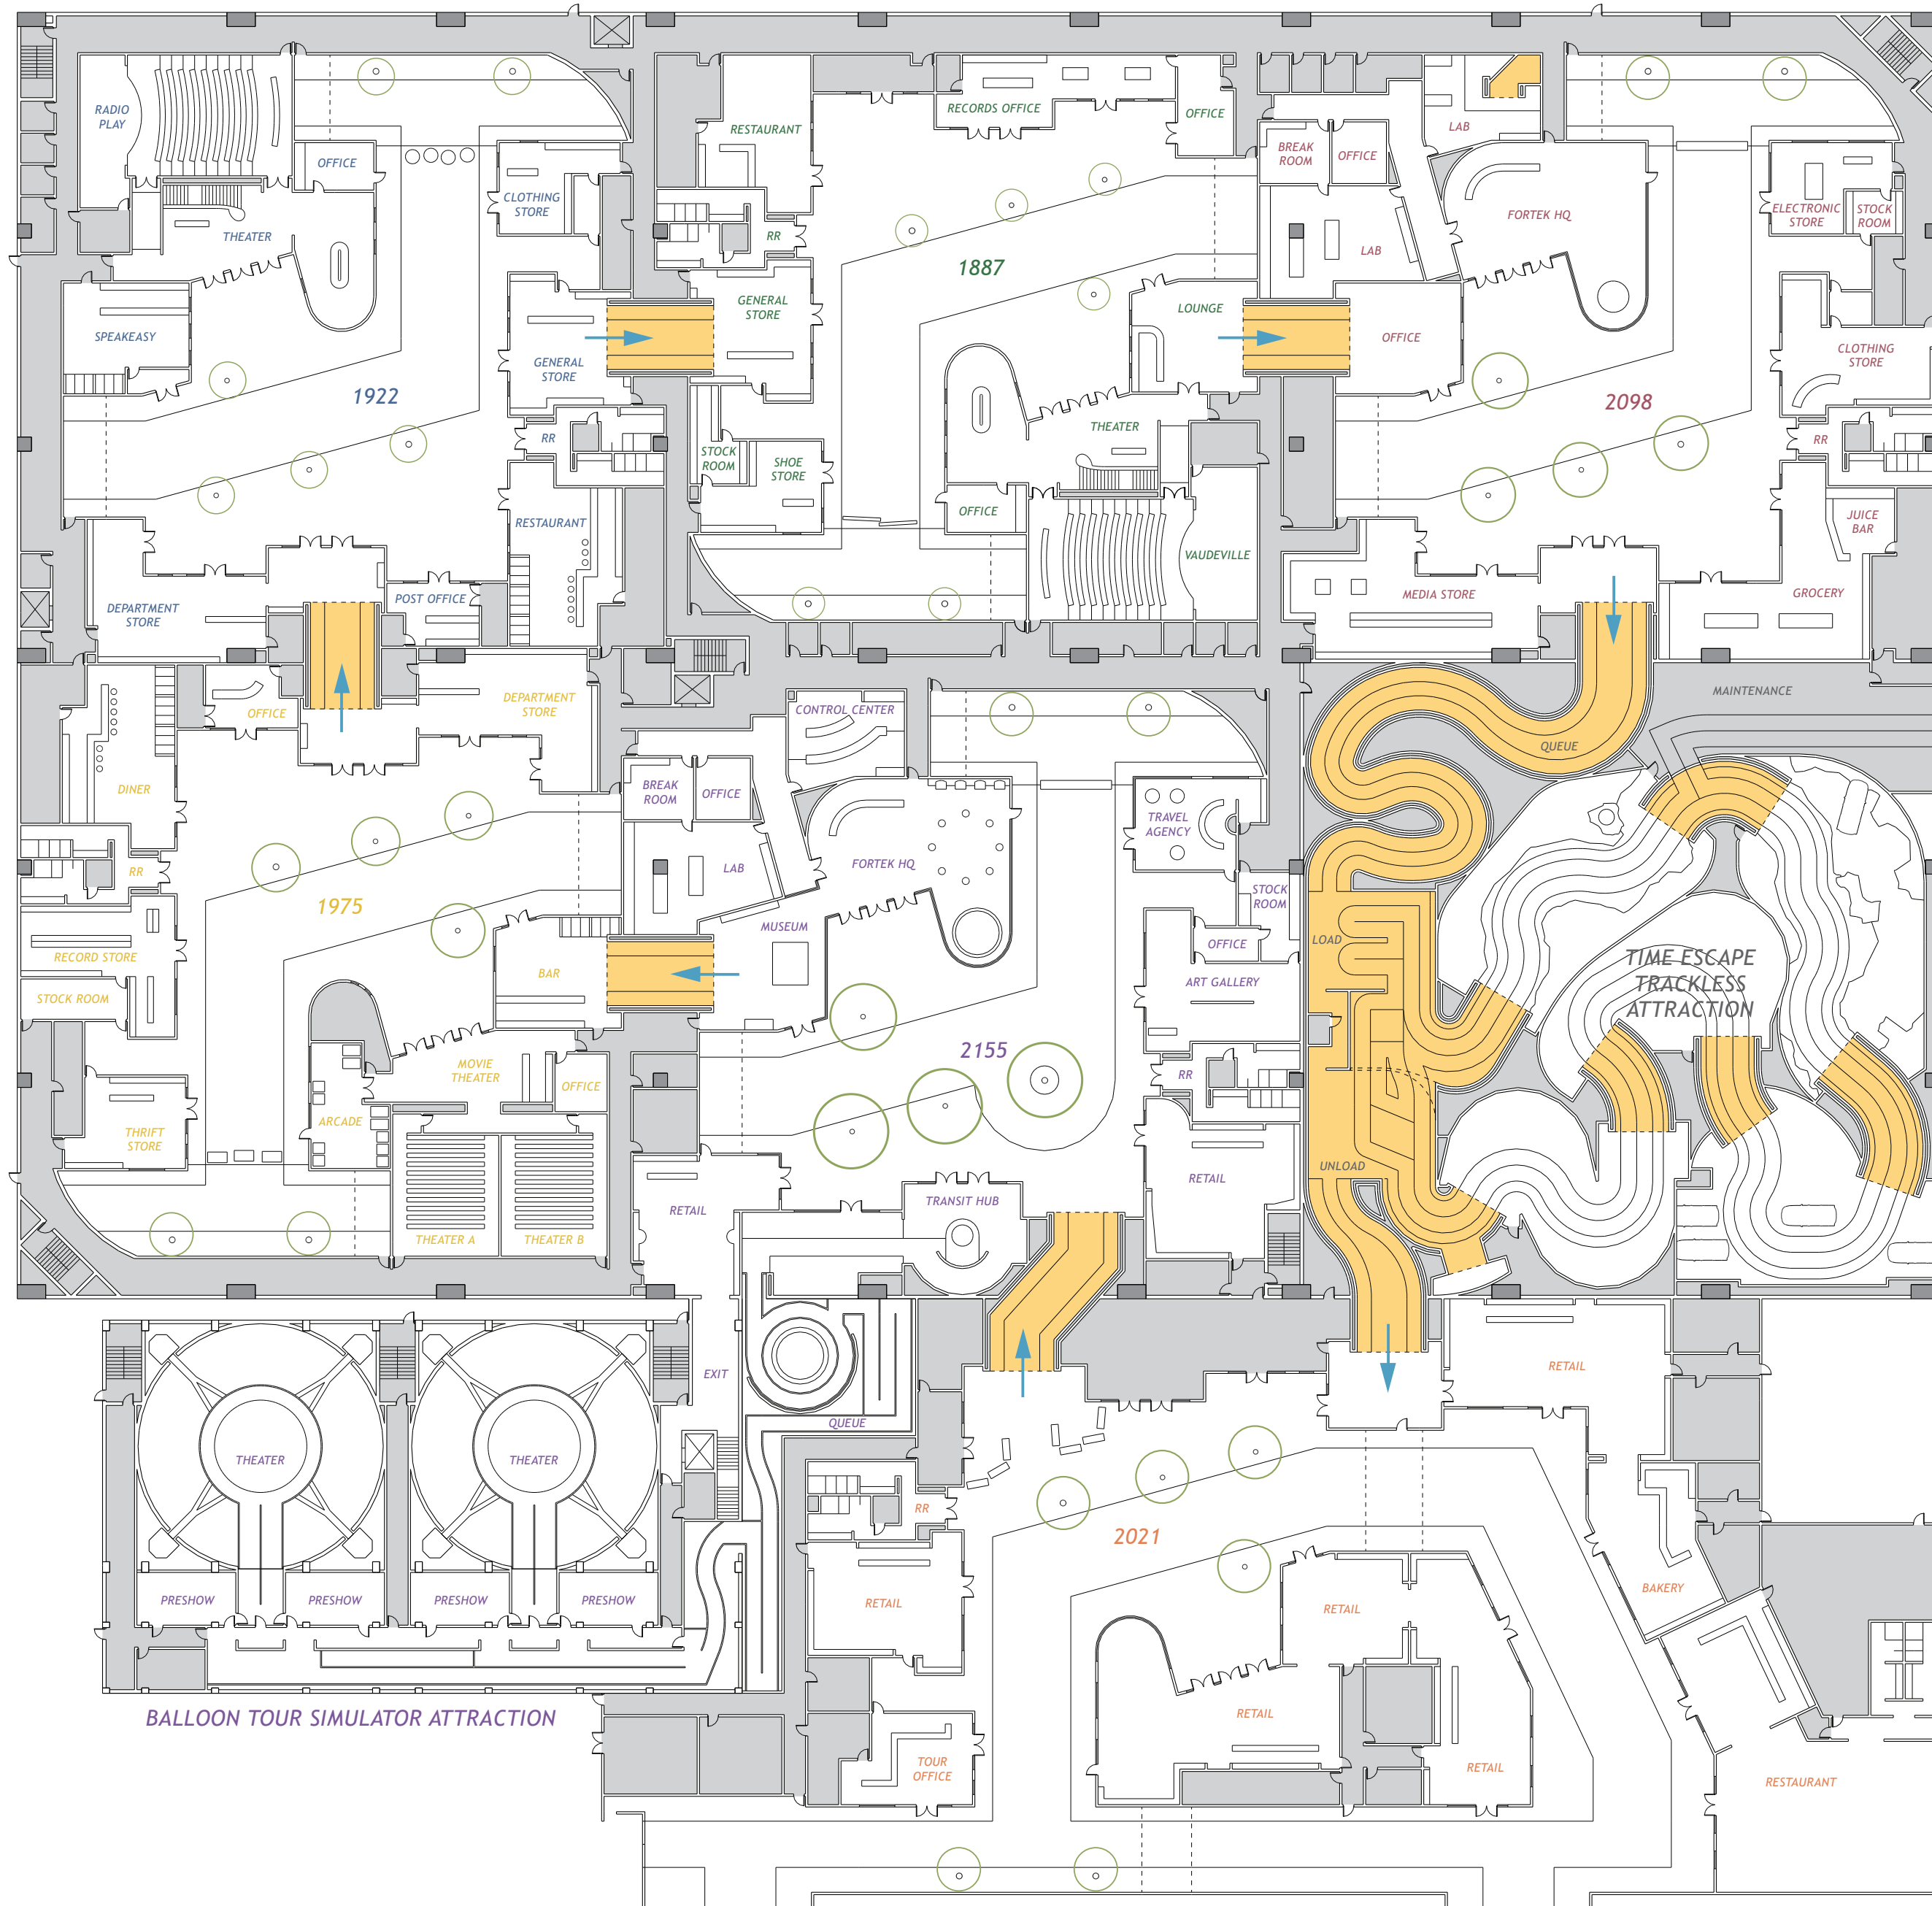 RADIO
PLAY
OFFICE
CLOTHING
STORE
THEATER
SPEAKEASY
GENERAL
STORE
1922
RR
RESTAURANT
DEPARTMENT
STORE
POST OFFICE
RESTAURANT
RECORDS OFFICE
OFFICE
RR
1887
GENERAL
STORE
LOUNGE
THEATER
STOCK
ROOM
SHOE
STORE
OFFICE
VAUDEVILLE
BREAK
ROOM
OFFICE
LAB
LAB
FORTEK HQ
ELECTRONIC
STORE
STOCK
ROOM
OFFICE
CLOTHING
STORE
2098
RR
JUICE
BAR
MEDIA STORE
GROCERY
OFFICE
DEPARTMENT
STORE
DINER
RR
1975
RECORD STORE
STOCK ROOM
BAR
MOVIE
THEATER
OFFICE
ARCADE
THRIFT
STORE
THEATER A
THEATER B
CONTROL CENTER
BREAK
ROOM
OFFICE
TRAVEL
AGENCY
LAB
FORTEK HQ
STOCK
ROOM
MUSEUM
OFFICE
ART GALLERY
2155
RR
RETAIL
RETAIL
TRANSIT HUB
MAINTENANCE
QUEUE
LOAD
TIME ESCAPE
TRACKLESS
ATTRACTION
UNLOAD
EXIT
QUEUE
THEATER
THEATER
PRESHOW
PRESHOW
PRESHOW
PRESHOW
BALLOON TOUR SIMULATOR ATTRACTION
RETAIL
RR
2021
RETAIL
RETAIL
BAKERY
RETAIL
TOUR
OFFICE
RETAIL
RESTAURANT